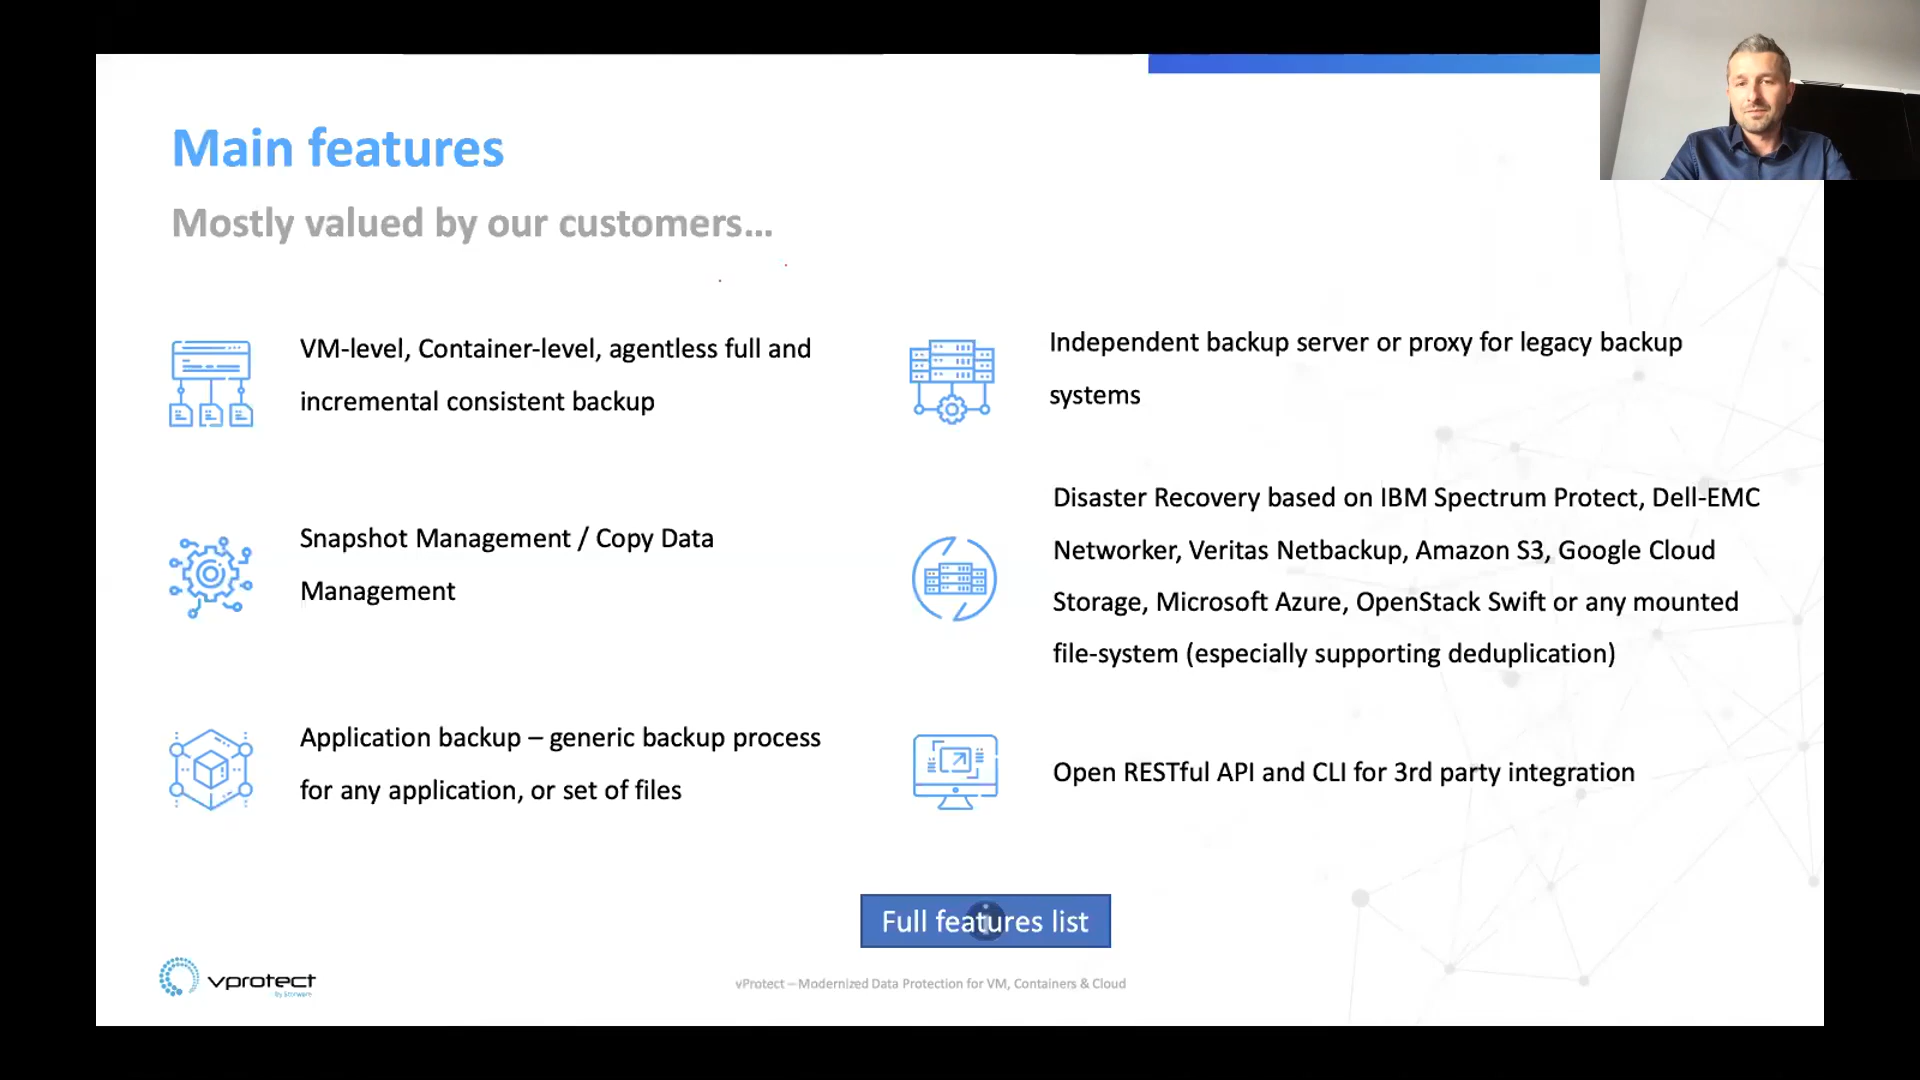 Main features
Mostly valued by our customers...
VM-level, Container-level, agentless full and
incremental consistent backup
Snapshot Management / Copy Data
Management
Application backup – generic backup process
for any application, or set of files
Independent backup server or proxy for legacy backup
systems
Disaster Recovery based on IBM Spectrum Protect, Dell-EMC
Networker, Veritas Netbackup, Amazon S3, Google Cloud
Storage, Microsoft Azure, OpenStack Swift or any mounted
file-system (especially supporting deduplication)
Open RESTful API and CLI for 3rd party integration
Full features list
vprotect
by Storware
vProtect – Modernized Data Protection for VM, Containers & Cloud